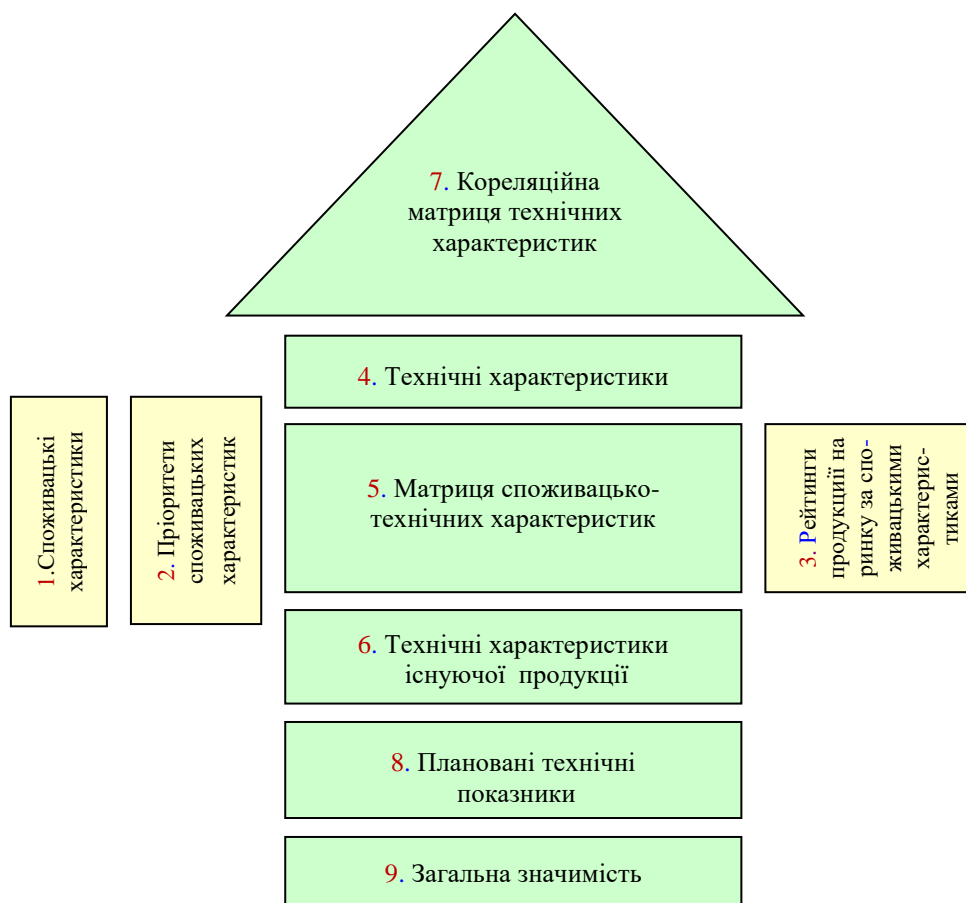 7. Кореляційна
матриця технічних
характеристик
4. Технічні характеристики
1.Споживацькі
характеристики
2. Пріоритети
споживацьких
характеристик
5. Матриця споживацько-
технічних характеристик
3. Рейтинги
продукциії на
ринку за спо-
живацькими
характерис-
тиками
6. Технічні характеристики
існуючої продукції
8. Плановані технічні
показники
9. Загальна значимість